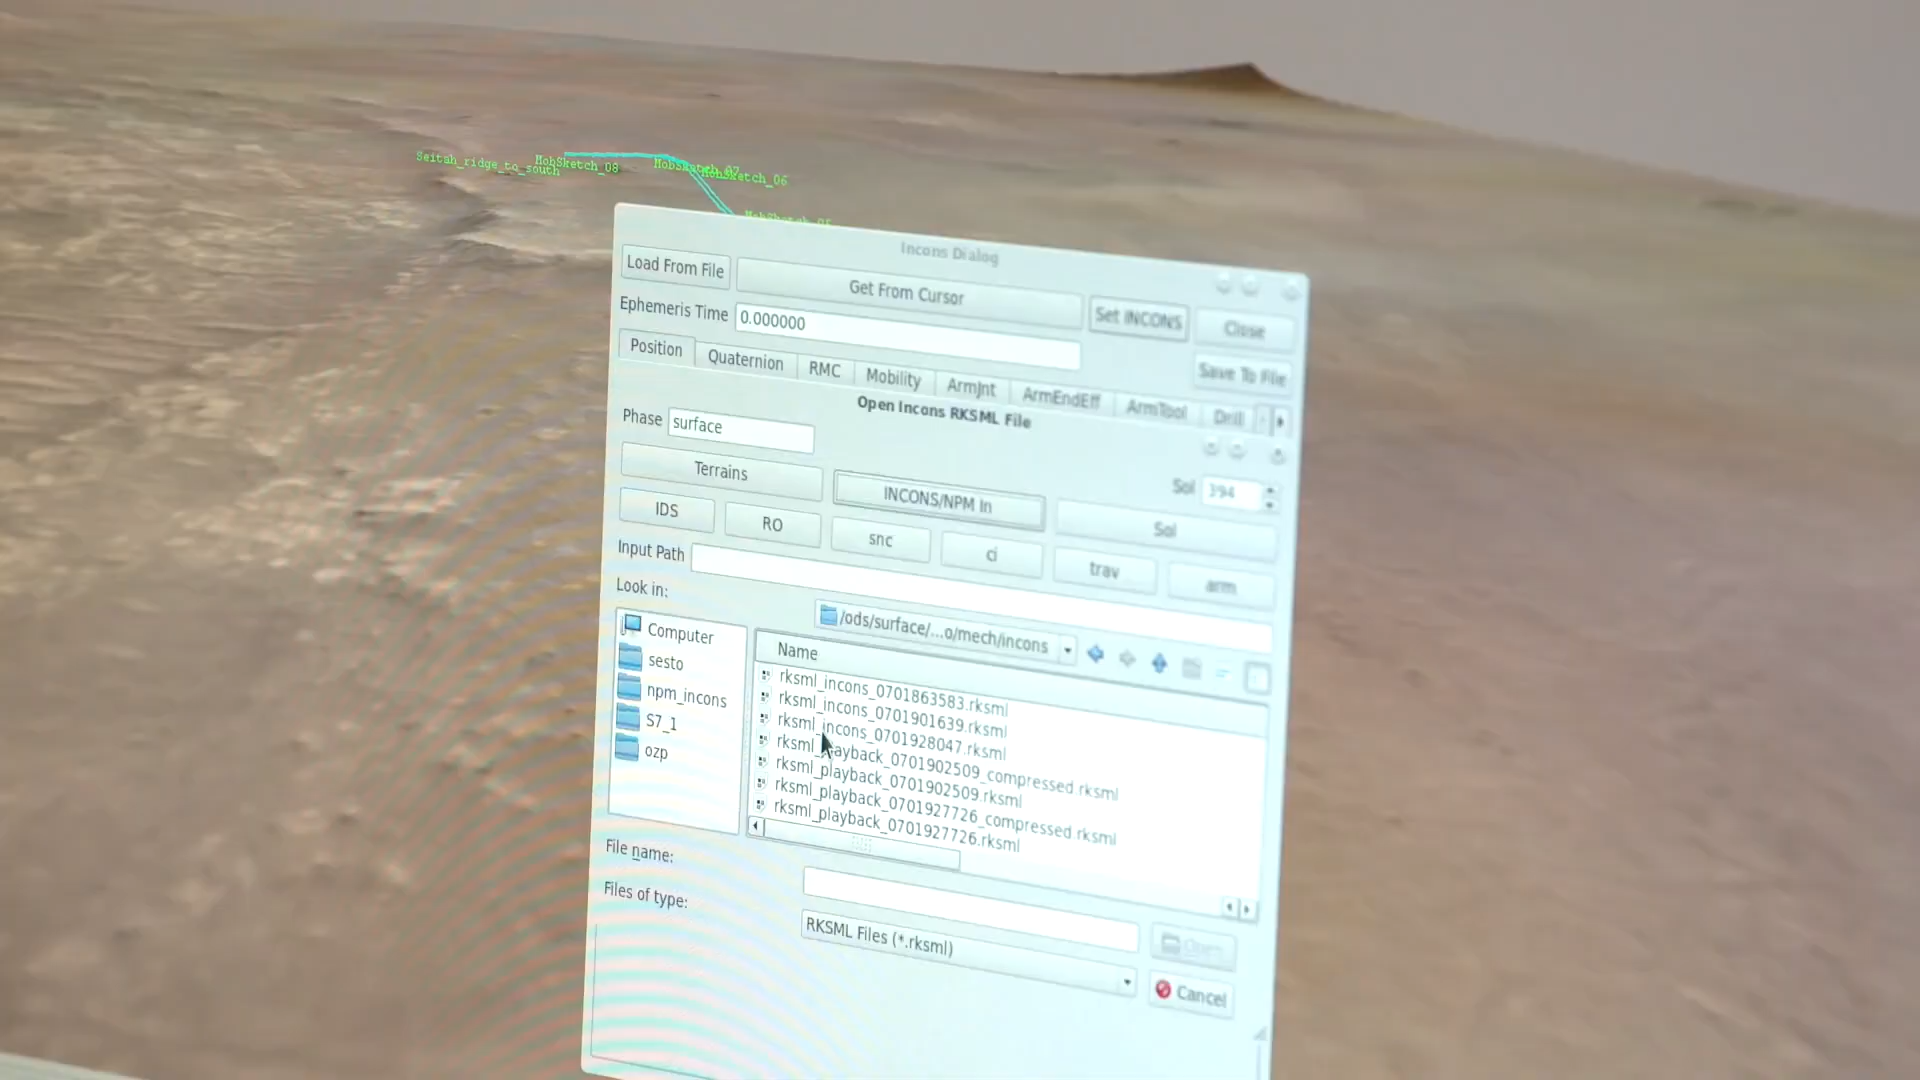 Seitah_ridge_to_south
MobSketch_08
MobSketch_07
MobSketch_06
MobSketch_05
Incons Dialog
Load From File
Get From Cursor
Set INCONS
Close
Ephemeris Time 0.000000
Save To File
Position Quaternion RMC Mobility ArmJnt ArmEndEff ArmTool Drill
Open Incons RKSML File
Phase surface
Sol 394
Terrains INCONS/NPM In Sol
IDS RO snc ci trav arm
Input Path
Look in: /ods/surface/...o/mech/incons
Computer
sesto
npm_incons
S7_1
ozp
Name
rksml_incons_0701863583.rksml
rksml_incons_0701901639.rksml
rksml_incons_0701928047.rksml
rksml_playback_0701902509_compressed.rksml
rksml_playback_0701902509.rksml
rksml_playback_0701927726_compressed.rksml
rksml_playback_0701927726.rksml
File name:
Open
Files of type: RKSML Files (*.rksml)
Cancel